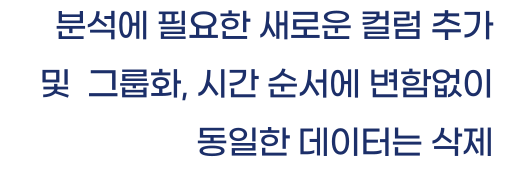 분석에 필요한 새로운 컬럼 추가
및 그룹화, 시간 순서에 변함없이
동일한 데이터는 삭제